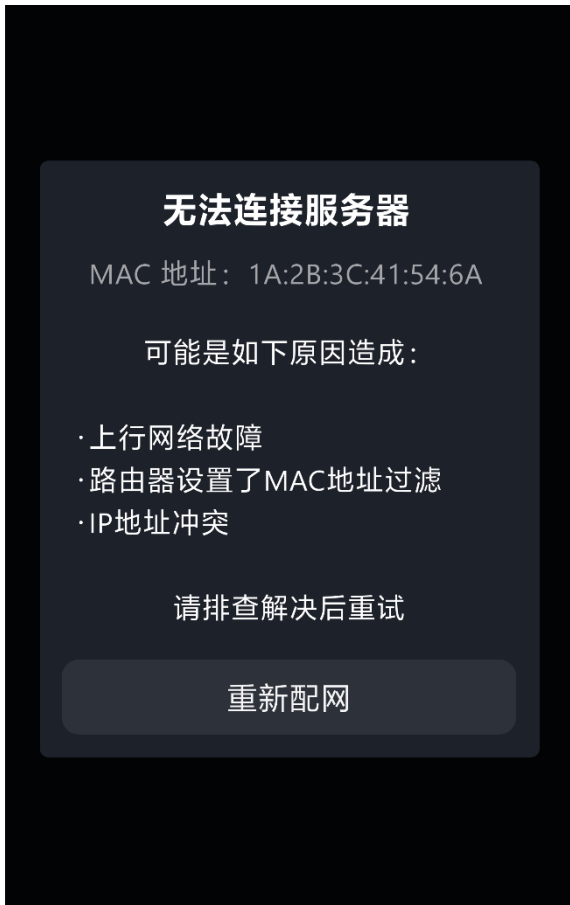 无法连接服务器
MAC 地址：1A:2B:3C:41:54:6A
可能是如下原因造成：
·上行网络故障
·路由器设置了MAC地址过滤
·IP地址冲突
请排查解决后重试
重新配网